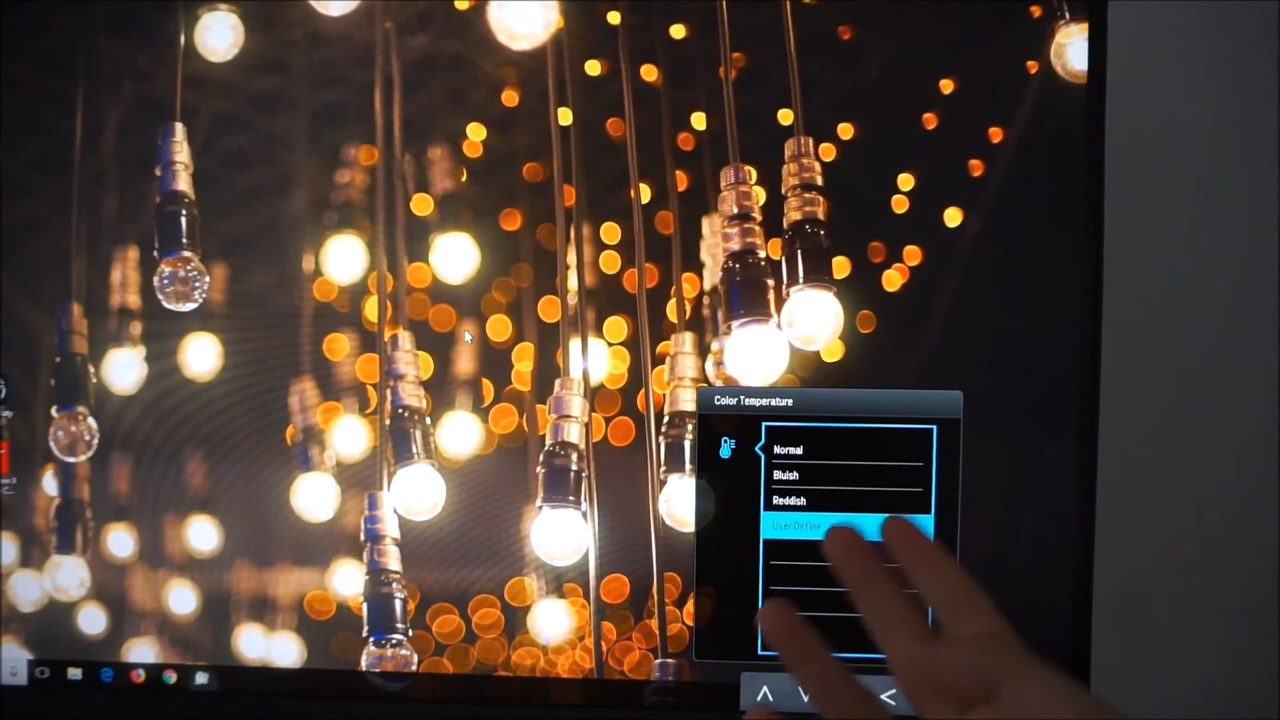 Color Temperature
Normal
Bluish
Reddish
User Define